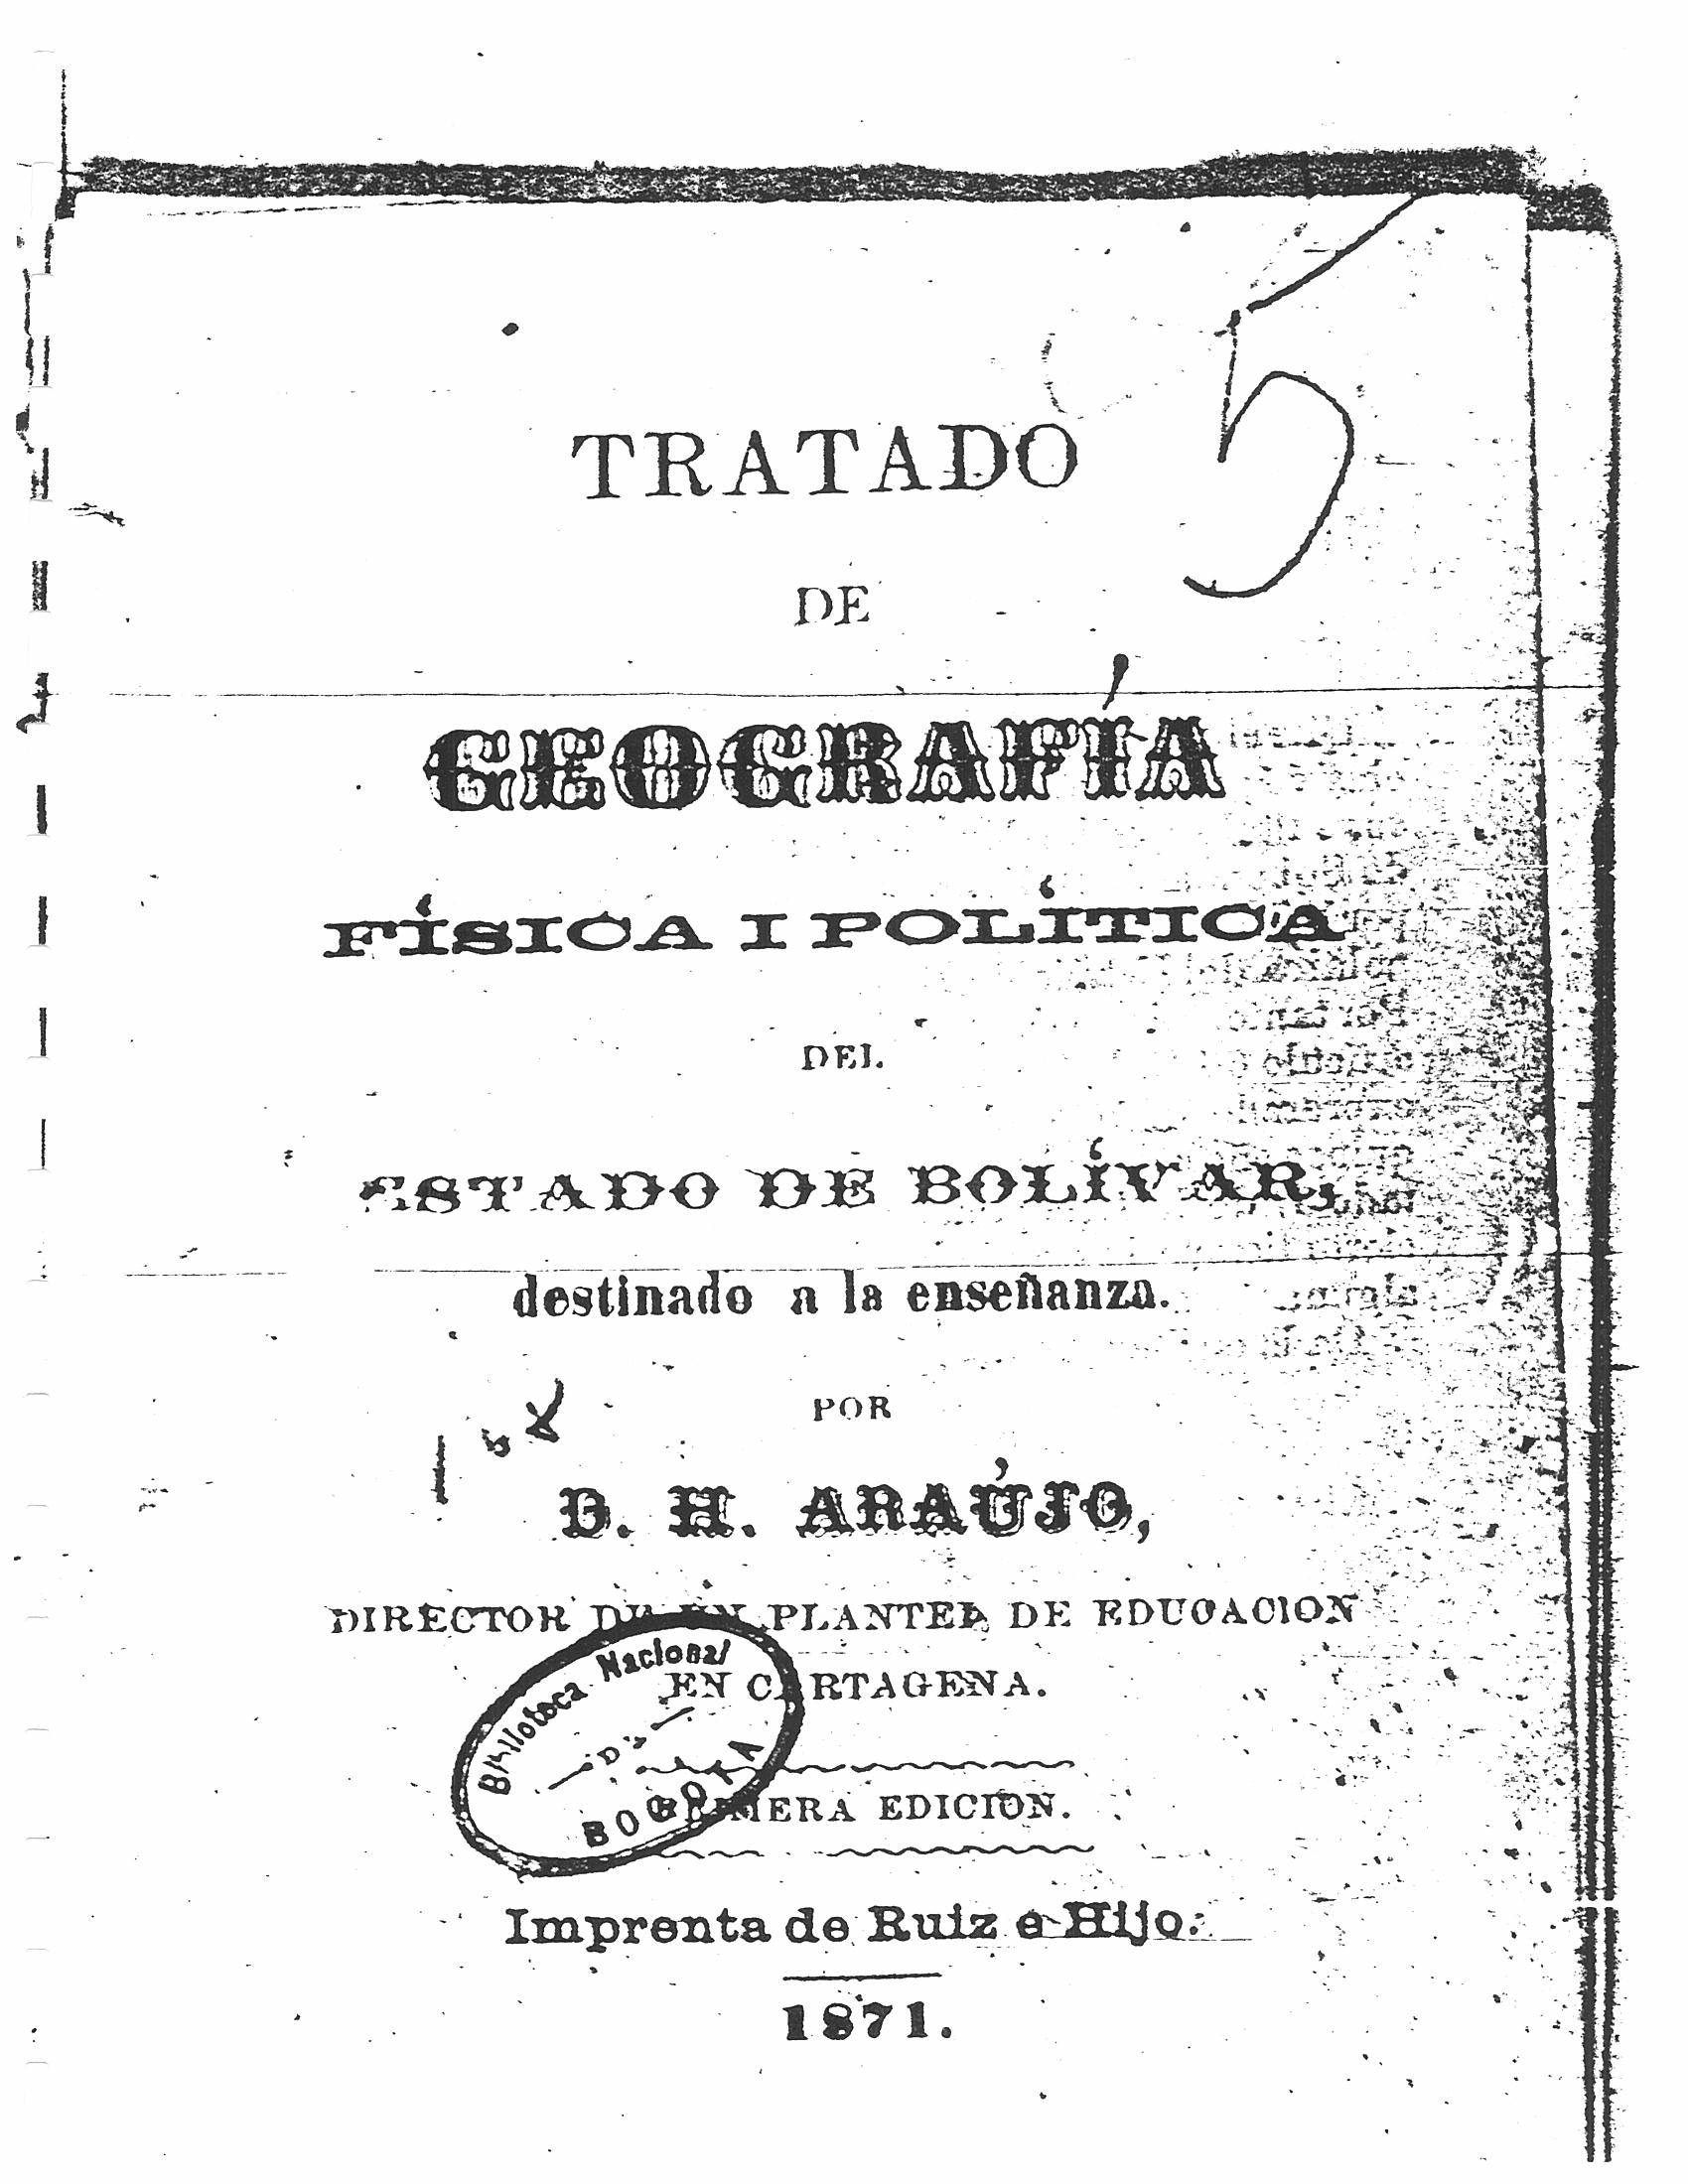 5
TRATADO
DE
GEOGRAFÍA
FÍSICA I POLÍTICA
DEL
ESTADO DE BOLÍVAR,
destinado a la enseñanza.
POR
D. H. ARAÚJO,
DIRECTOR DE UN PLANTEL DE EDUCACION
EN CARTAGENA.
Biblioteca Nacional
DE
BOGOTA
PRIMERA EDICION.
Imprenta de Ruiz e Hijo.
1871.